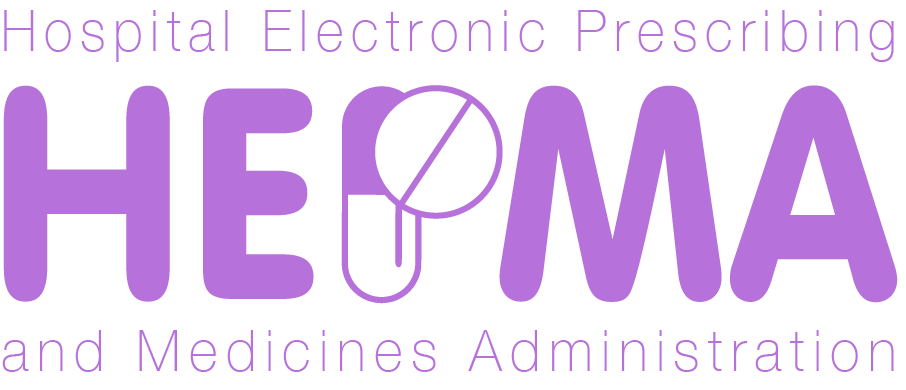 Hospital Electronic Prescribing
HEPMA
and Medicines Administration